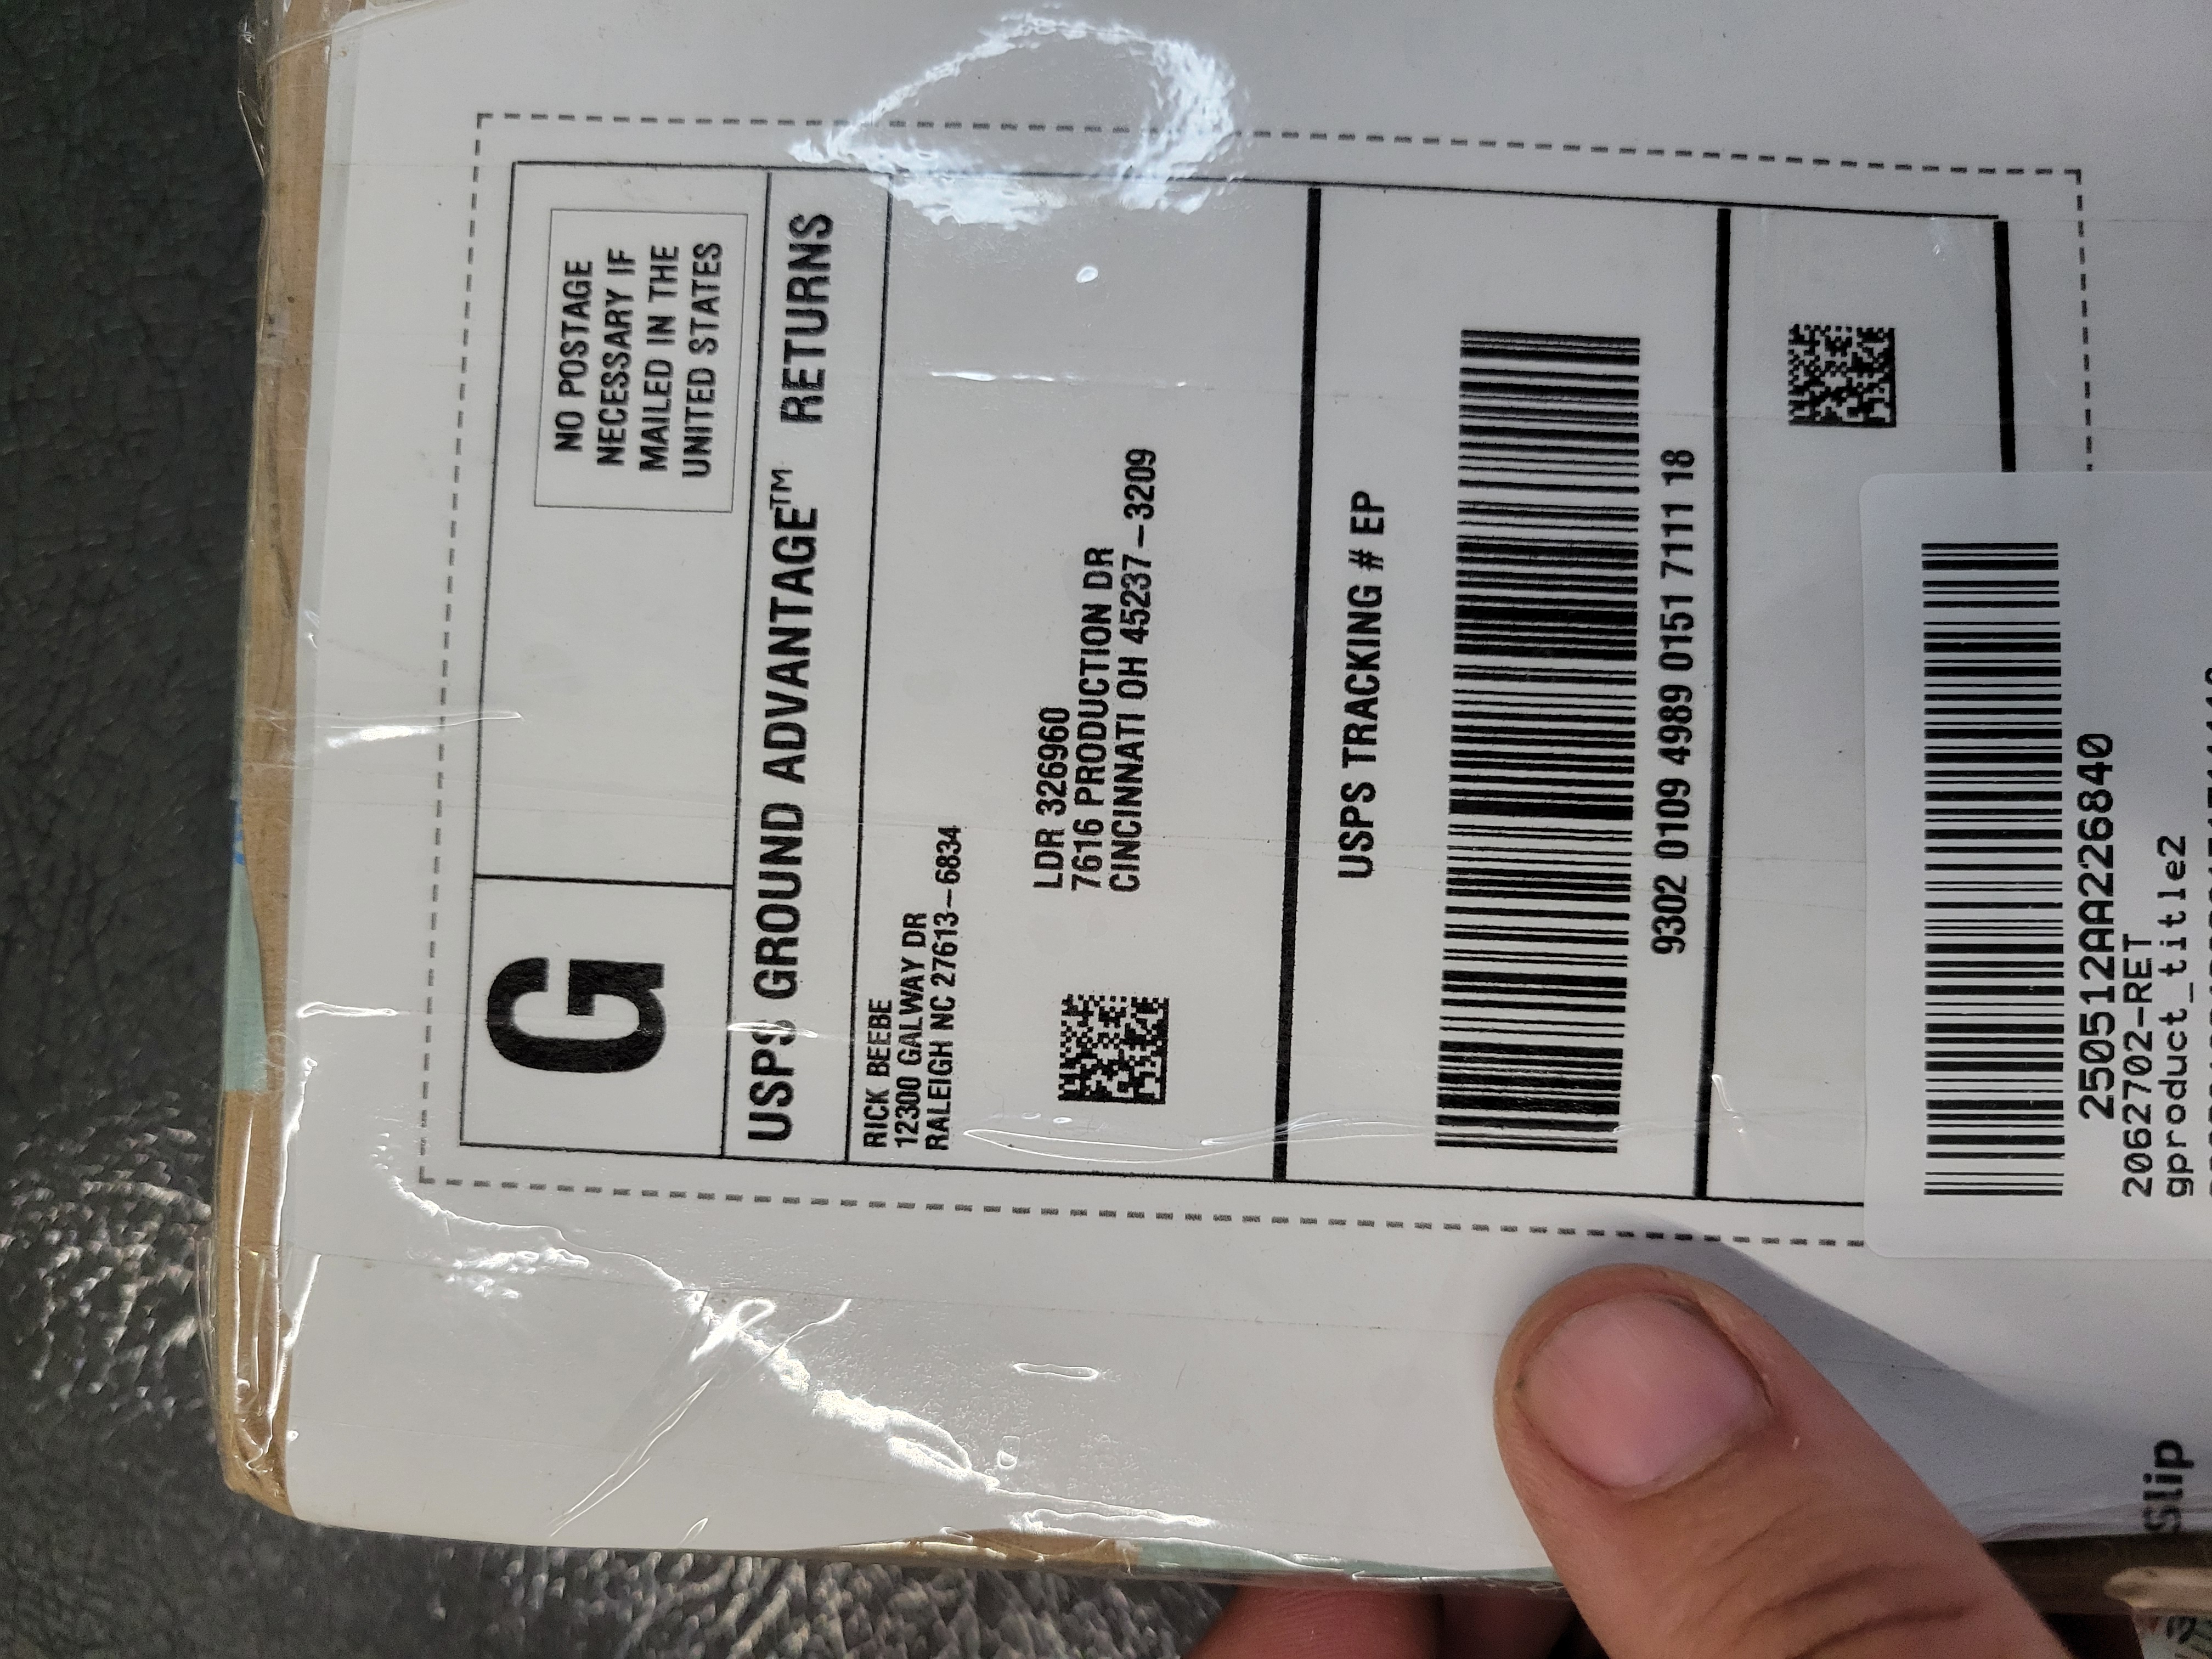 G
NO POSTAGE
NECESSARY IF
MAILED IN THE
UNITED STATES
USPS GROUND ADVANTAGE™ RETURNS
RICK BEEBE
12300 GALWAY DR
RALEIGH NC 27613-6834
LDR 326960
7616 PRODUCTION DR
CINCINNATI OH 45237-3209
USPS TRACKING # EP
9302 0109 4989 0151 7111 18
250512AA226840
2062702-RET
gproduct_title2
Slip